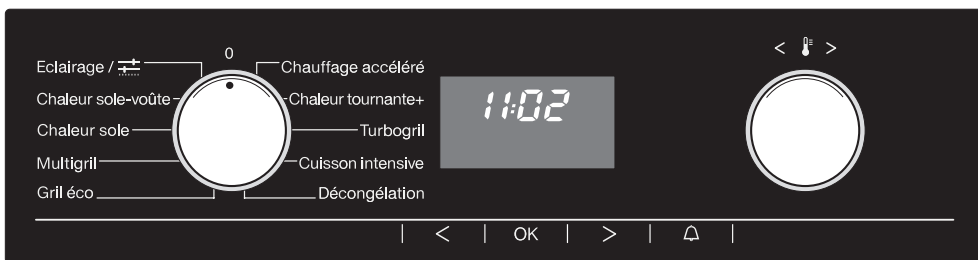 0
Eclairage /
Chaleur sole-voûte
Chaleur sole
Multigril
Gril éco
Chauffage accéléré
Chaleur tournante+
Turbogril
Cuisson intensive
Décongélation
11:02
< >
< OK >